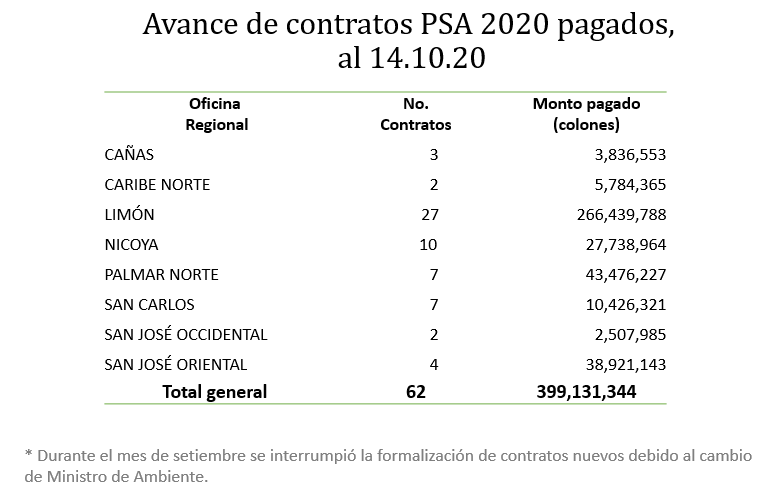 Avance de contratos PSA 2020 pagados,
al 14.10.20
Oficina Regional No. Contratos Monto pagado (colones)
CAÑAS 3 3,836,553
CARIBE NORTE 2 5,784,365
LIMÓN 27 266,439,788
NICOYA 10 27,738,964
PALMAR NORTE 7 43,476,227
SAN CARLOS 7 10,426,321
SAN JOSÉ OCCIDENTAL 2 2,507,985
SAN JOSÉ ORIENTAL 4 38,921,143
Total general 62 399,131,344
* Durante el mes de setiembre se interrumpió la formalización de contratos nuevos debido al cambio
de Ministro de Ambiente.